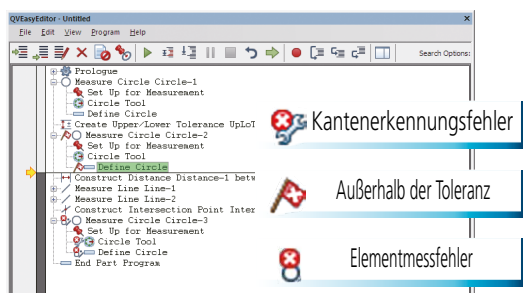 QVEasyEditor - Untitled
File Edit View Program Help
Search Options:
Prologue
Measure Circle Circle-1
Set Up for Measurement
Circle Tool
Define Circle
Create Upper/Lower Tolerance UpLoT
Measure Circle Circle-2
Set Up for Measurement
Circle Tool
Define Circle
Construct Distance Distance-1 betw
Measure Line Line-1
Measure Line Line-2
Construct Intersection Point Inter
Measure Circle Circle-3
Set Up for Measurement
Circle Tool
Define Circle
End Part Program
Kantenerkennungsfehler
Außerhalb der Toleranz
Elementmessfehler